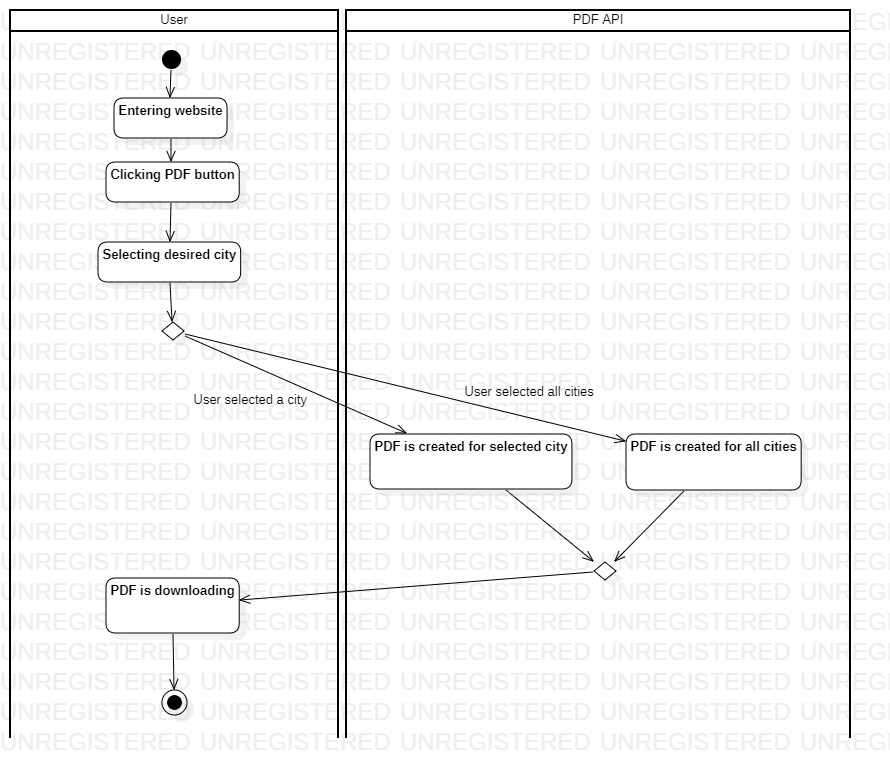 User
PDF API
Entering website
Clicking PDF button
Selecting desired city
User selected a city
User selected all cities
PDF is created for selected city
PDF is created for all cities
PDF is downloading
UNREGISTERED